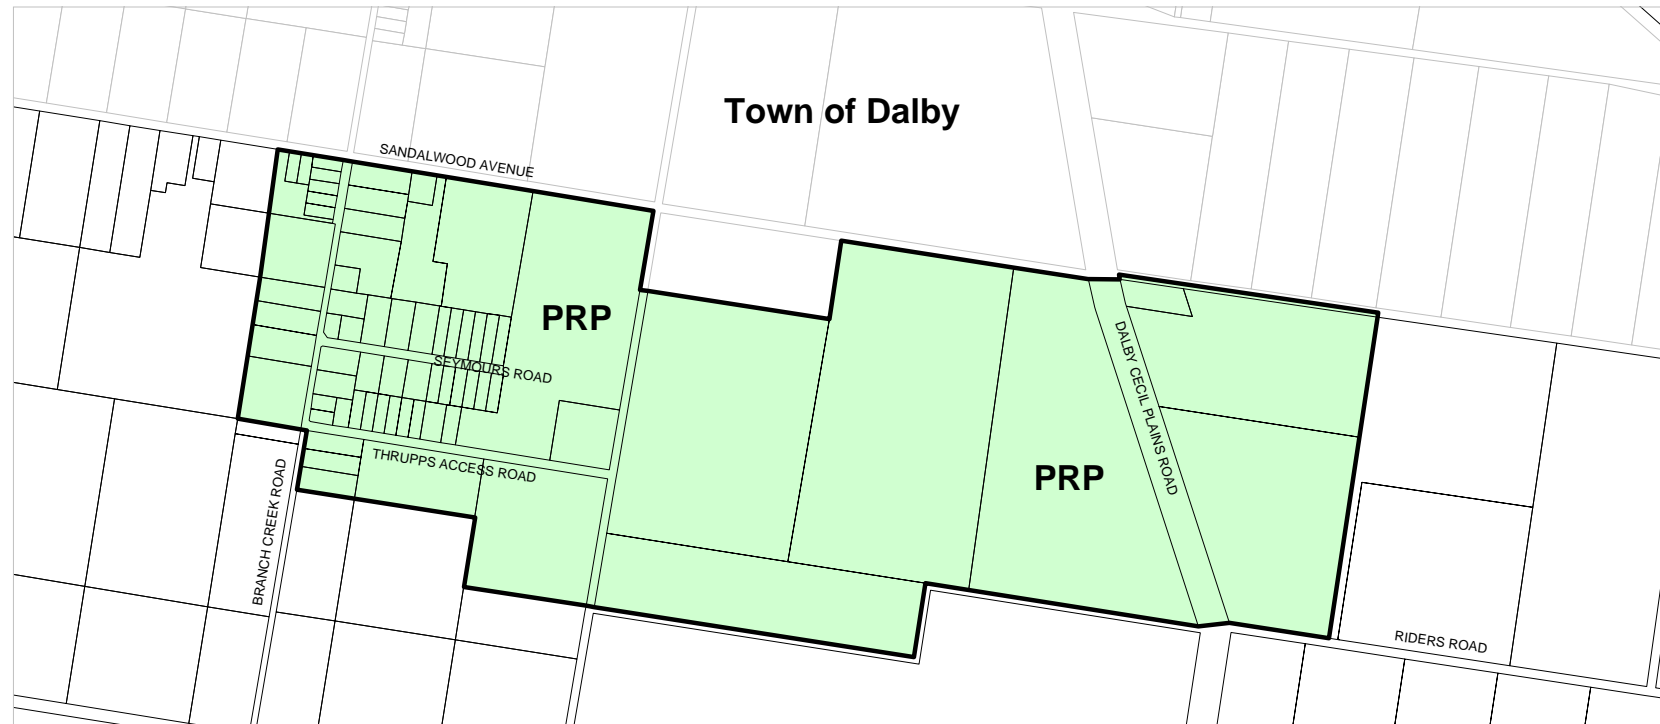 Town of Dalby
SANDALWOOD AVENUE
PRP
SEYMOURS ROAD
DALBY CECIL PLAINS ROAD
THRUPPS ACCESS ROAD
PRP
BRANCH CREEK ROAD
RIDERS ROAD